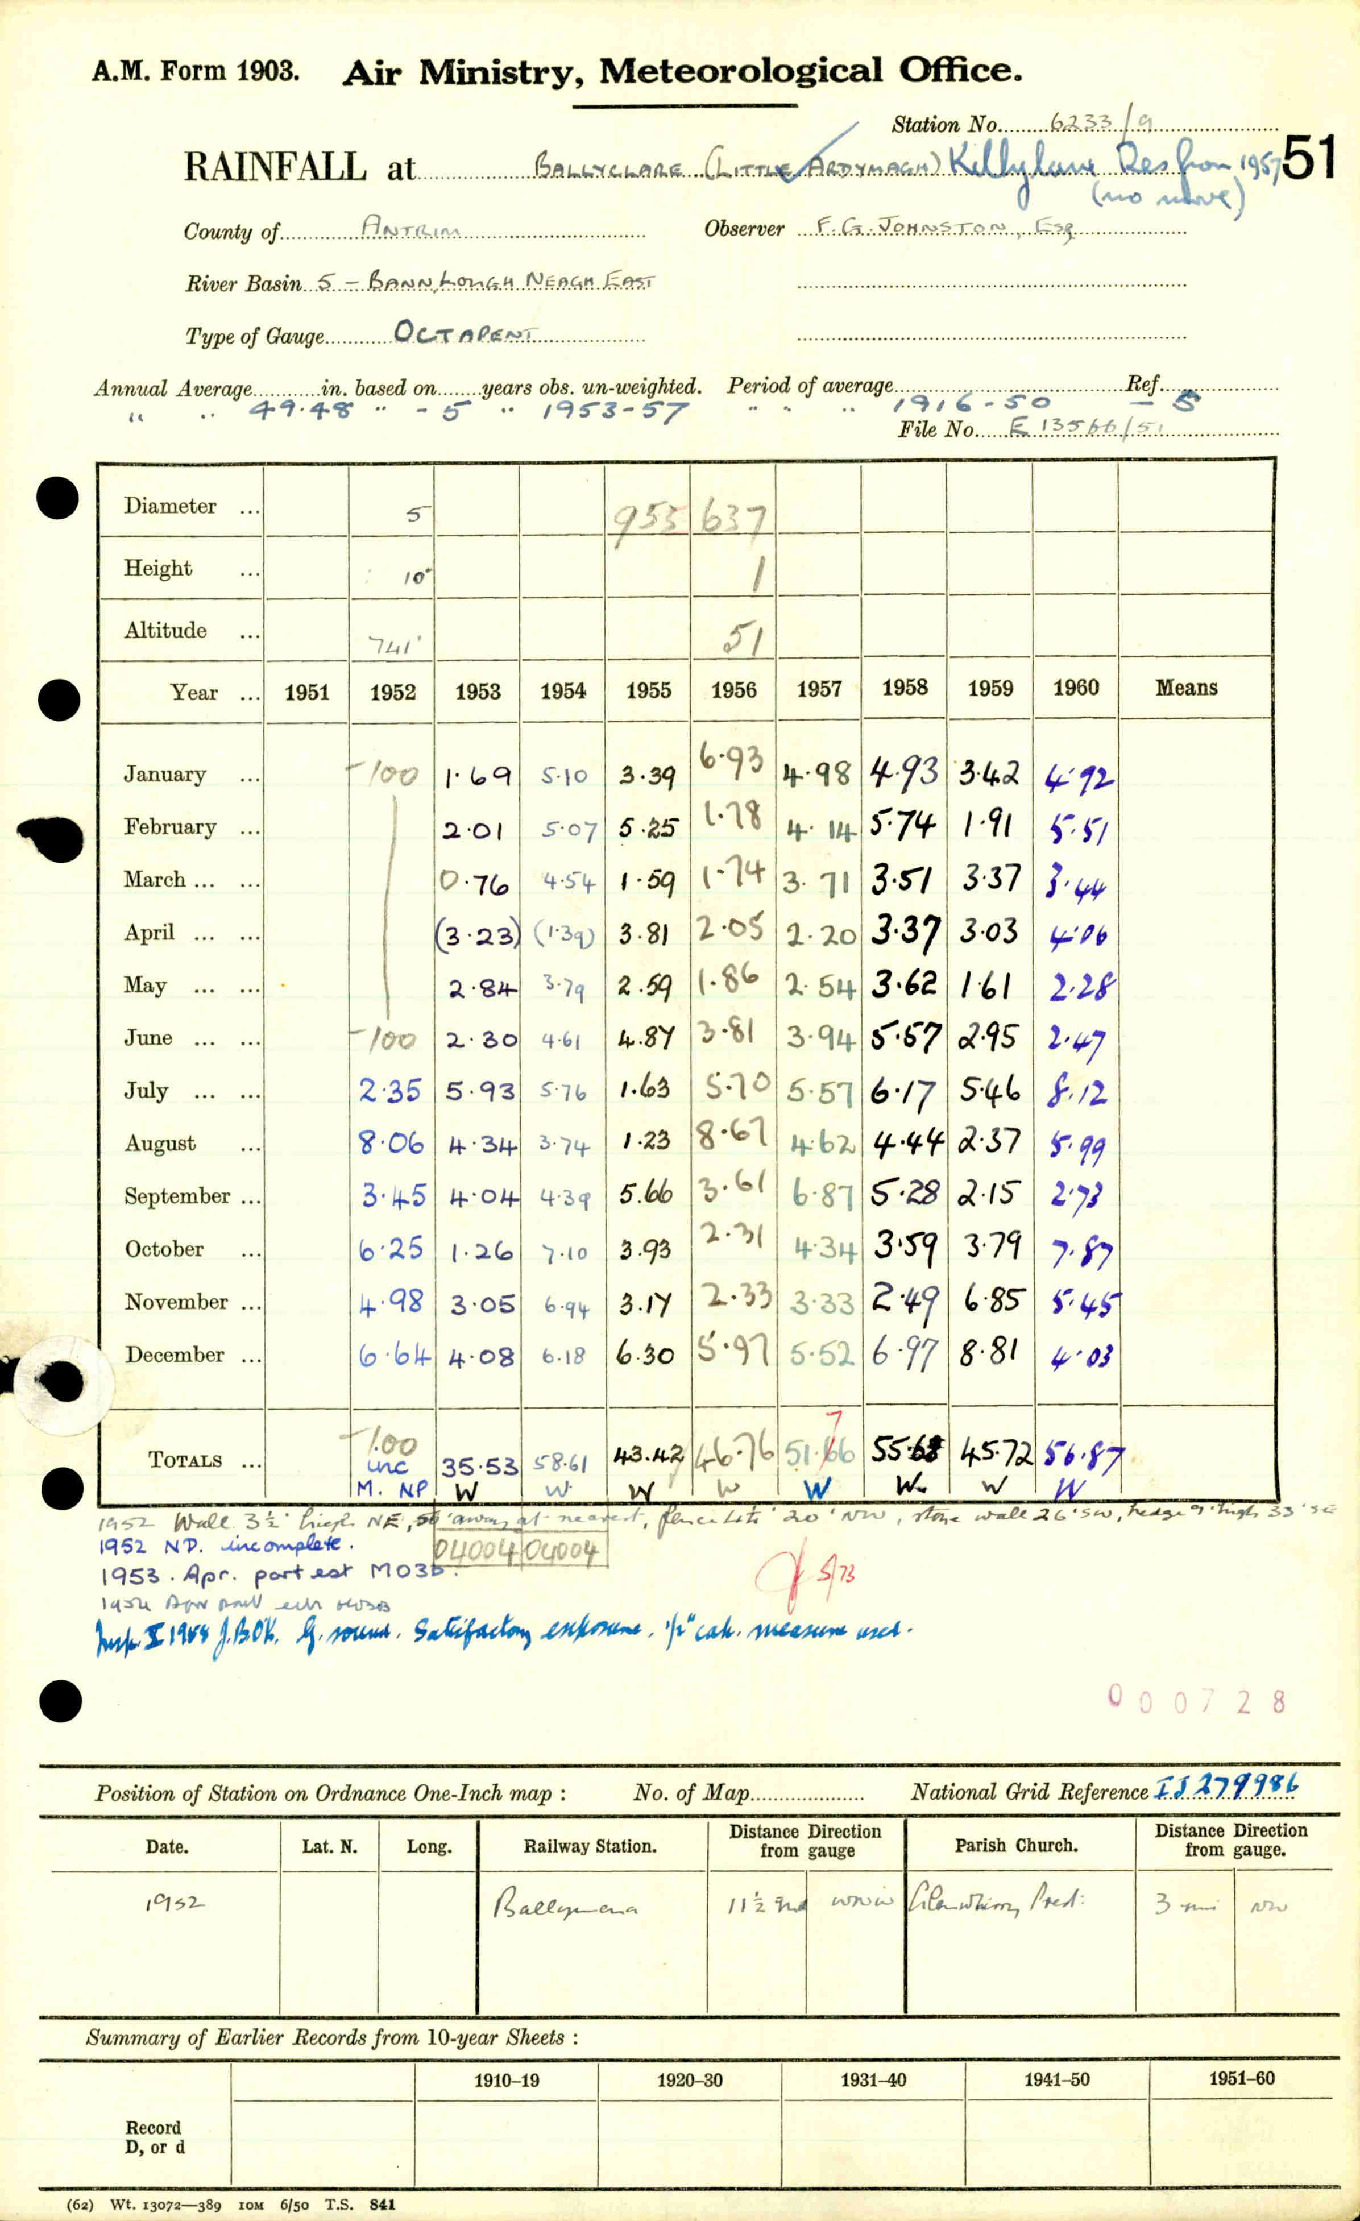 A.M. Form 1903. Air Ministry, Meteorological Office.
Station No. 6233/9
RAINFALL at BALLYCLARE (LITTLE ARDYMAGH) Killylane Res from 1957 51
(no move)
County of ANTRIM Observer F. G. JOHNSTON, ESQ
River Basin 5 - BANN, LOUGH NEAGH EAST
Type of Gauge OCTAPENT
Annual Average in. based on years obs. un-weighted. Period of average Ref.
" " 49.48 " - 5 " 1953-57 " " " 1916-50 - 5
File No. E 13566/51
Diameter ... 5 955 637
Height ... 10" 1
Altitude ... 741' 51
Year ... 1951 1952 1953 1954 1955 1956 1957 1958 1959 1960 Means
January ... -100 1.69 5.10 3.39 6.93 4.98 4.93 3.42 4.92
February ... 2.01 5.07 5.25 1.78 4.14 5.74 1.91 5.51
March ... ... 0.76 4.54 1.59 1.74 3.71 3.51 3.37 3.44
April ... ... (3.23) (1.39) 3.81 2.05 2.20 3.37 3.03 4.06
May ... ... 2.84 3.79 2.59 1.86 2.54 3.62 1.61 2.28
June ... ... -100 2.30 4.61 4.87 3.81 3.94 5.57 2.95 2.47
July ... ... 2.35 5.93 5.76 1.63 5.70 5.57 6.17 5.46 8.12
August ... 8.06 4.34 3.74 1.23 8.67 4.62 4.44 2.37 5.99
September ... 3.45 4.04 4.39 5.66 3.61 6.87 5.28 2.15 2.73
October ... 6.25 1.26 7.10 3.93 2.31 4.34 3.59 3.79 7.87
November ... 4.98 3.05 6.94 3.17 2.33 3.33 2.49 6.85 5.45
December ... 6.64 4.08 6.18 6.30 5.97 5.52 6.97 8.81 4.03
7
TOTALS ... -1.00 inc 35.53 58.61 43.42 46.76 51.66 55.68 45.72 56.87
M. NP W W W W W W W W
1952 Wall 3½' high NE, 50' away at nearest, 20' NW, stone wall 26' SW, hedge 9' high 33' SE
1952 ND. incomplete. 04004 04004
1953. Apr. part est MO3b. 5/73
1954 Apr part est MO3b
Insp. X 1958 J.B.OK. G. sound. Satisfactory exposure. ½" cap. measure used.
000728
Position of Station on Ordnance One-Inch map : No. of Map National Grid Reference IJ 279986
Date. Lat. N. Long. Railway Station. Distance from Direction gauge Parish Church. Distance from Direction gauge.
1952 Ballymena 11½ WNW Glenwhirry Pres: 3 mi NW
Summary of Earlier Records from 10-year Sheets :
1910–19 1920–30 1931–40 1941–50 1951–60
Record
D, or d
(62) Wt. 13072—389 10M 6/50 T.S. 841